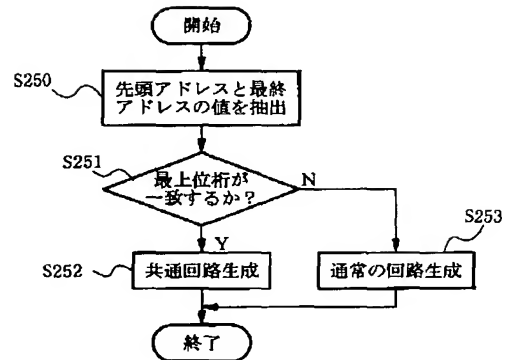 開始
S250
先頭アドレスと最終
アドレスの値を抽出
S251
最上位桁が
一致するか?
N
Y
S253
S252
共通回路生成
通常の回路生成
終了